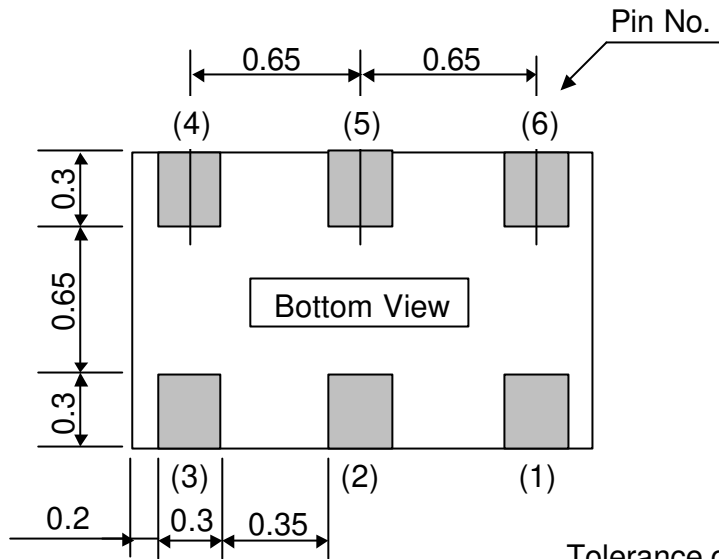 Pin No.
0.65 0.65
(4) (5) (6)
0.3
0.65
Bottom View
0.3
(3) (2) (1)
0.2 0.3 0.35
Tolerance